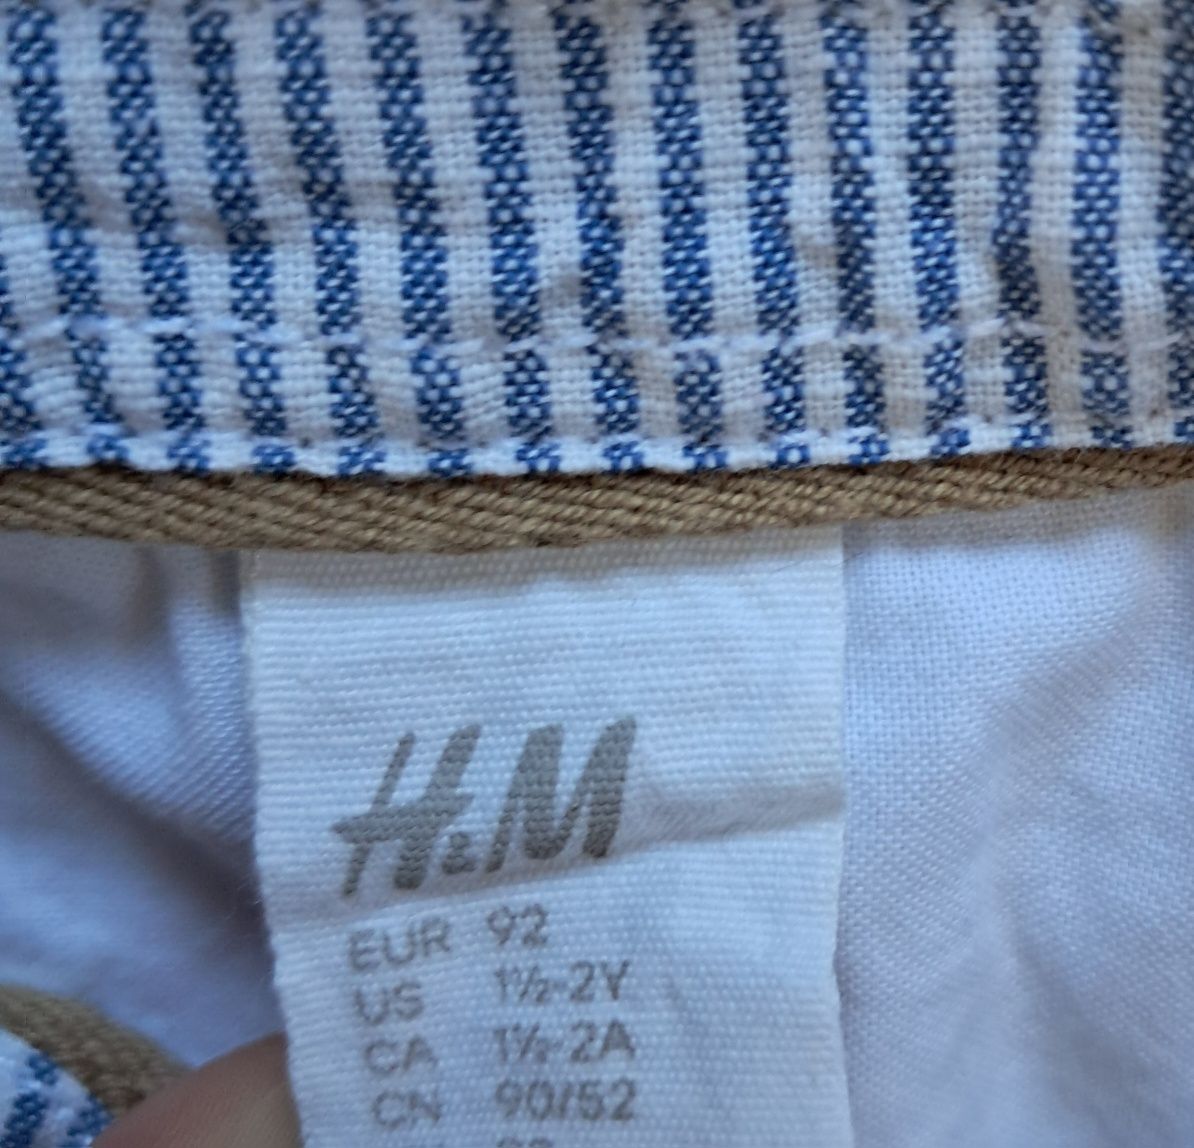 H&M
EUR 92
US 1½-2Y
CA 1½-2A
CN 90/52